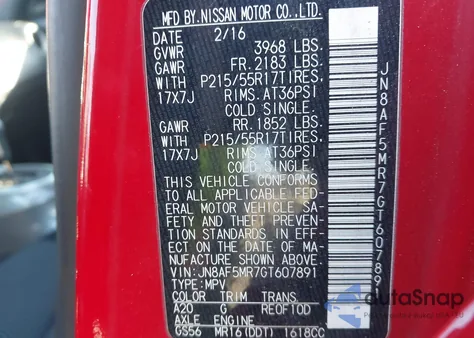 MFD BY.NISSAN MOTOR CO.,LTD.
DATE 2/16
GVWR 3968 LBS.
GAWR FR. 2183 LBS.
WITH P215/55R17TIRES.
17X7J RIMS. AT36PSI
COLD SINGLE.
GAWR RR. 1852 LBS.
WITH P215/55R17TIRES.
17X7J RIMS AT36PSI
COLD SINGLE.
THIS VEHICLE CONFORMS
TO ALL APPLICABLE FED-
ERAL MOTOR VEHICLE SA-
FETY AND THEFT PREVEN-
TION STANDARDS IN EFF-
ECT ON THE DATE OF MA-
NUFACTURE SHOWN ABOVE
VIN:JN8AF5MR7GT607891
TYPE:MPV
COLOR TRIM TRANS
A20 G RE0F10D
AXLE ENGINE
GS56 MR16(DDT) 1618CC
JN8AF5MR7GT60789
autoSnap